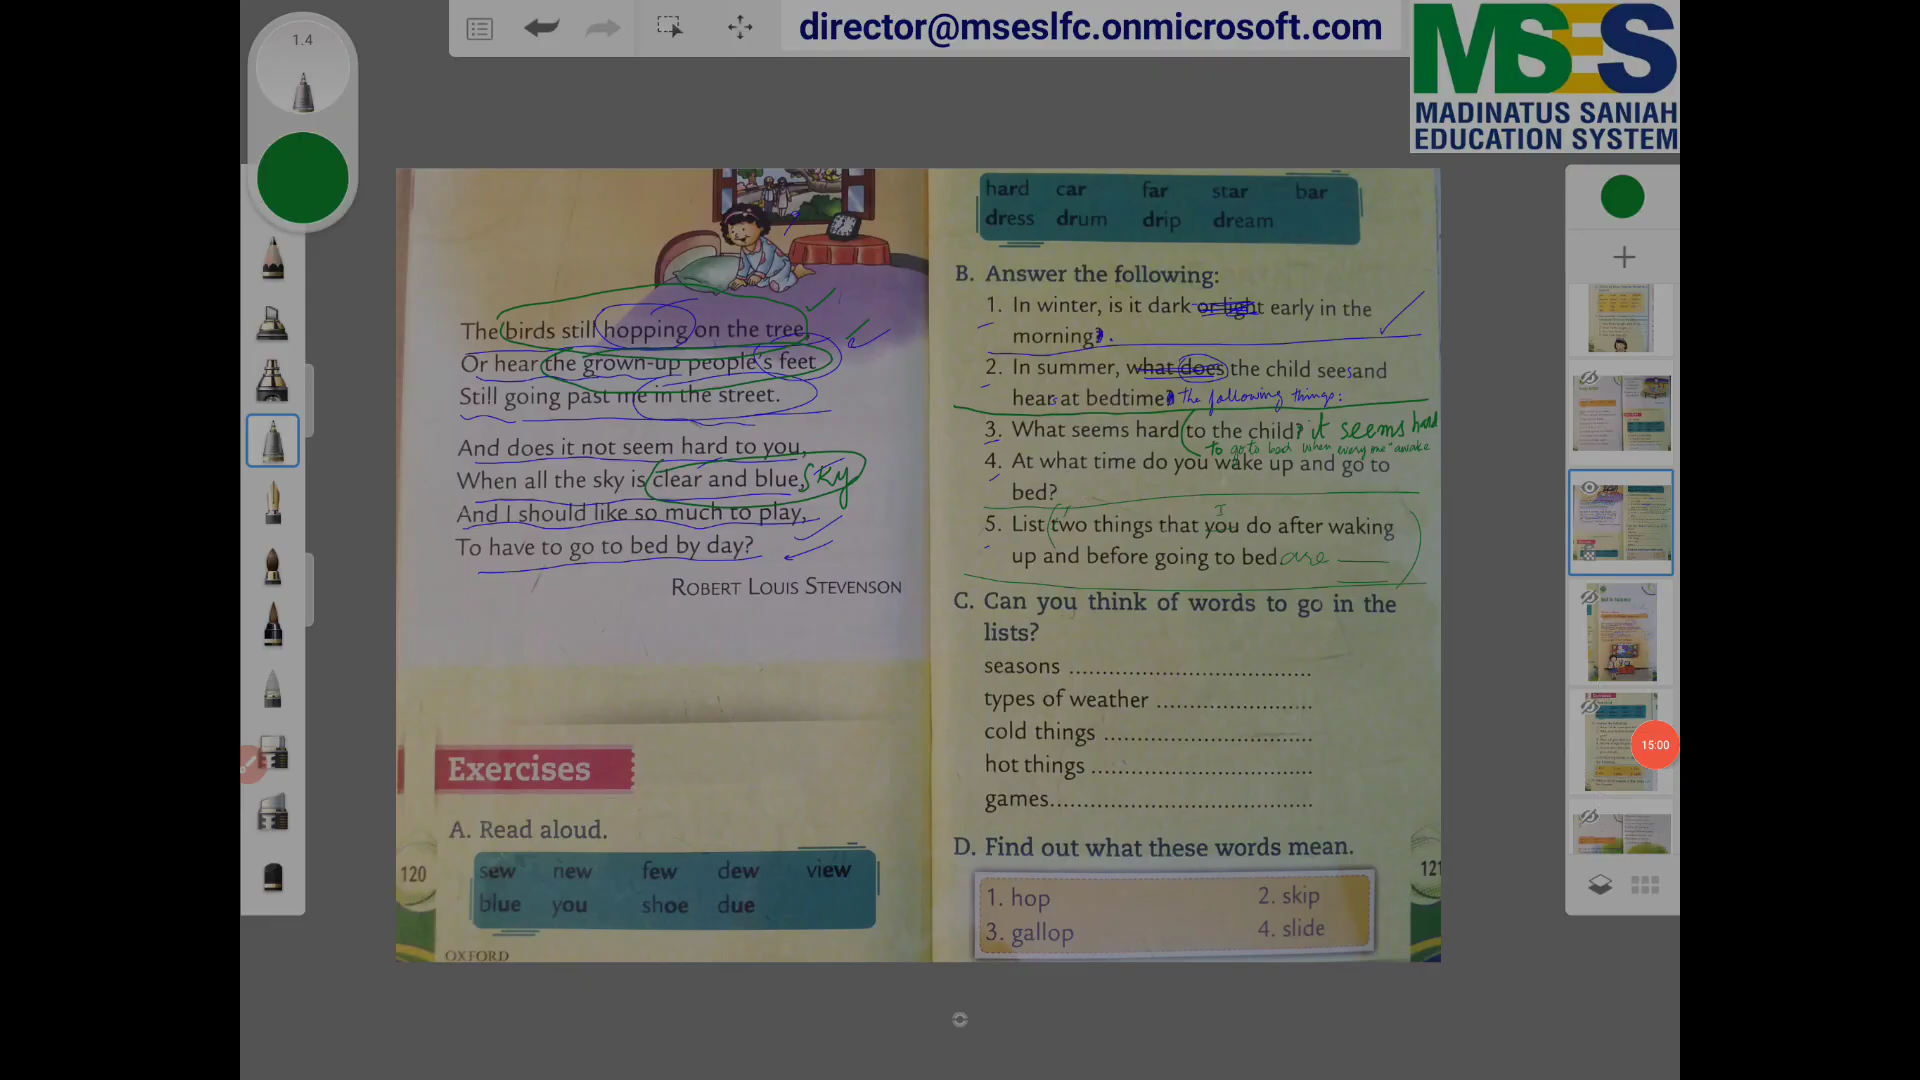 1.4
director@mseslfc.onmicrosoft.com
MSES
MADINATUS SANIAH
EDUCATION SYSTEM
The birds still hopping on the tree,
Or hear the grown-up people's feet
Still going past me in the street.
And does it not seem hard to you,
When all the sky is clear and blue, sky
And I should like so much to play,
To have to go to bed by day?
ROBERT LOUIS STEVENSON
Exercises
A. Read aloud.
sew new few dew view
blue you shoe due
120
OXFORD
hard car far star bar
dress drum drip dream
B. Answer the following:
1. In winter, is it dark or light early in the
morning?.
2. In summer, what does the child sees and
hears at bedtime? the following things:
3. What seems hard to the child? it seems hard
to go to bed when every
4. At what time do you wake up and go to
bed?
5. List two things that you I do after waking
up and before going to bed are
C. Can you think of words to go in the
lists?
seasons
types of weather
cold things
hot things
games
D. Find out what these words mean.
1. hop 2. skip
3. gallop 4. slide
121
15:00